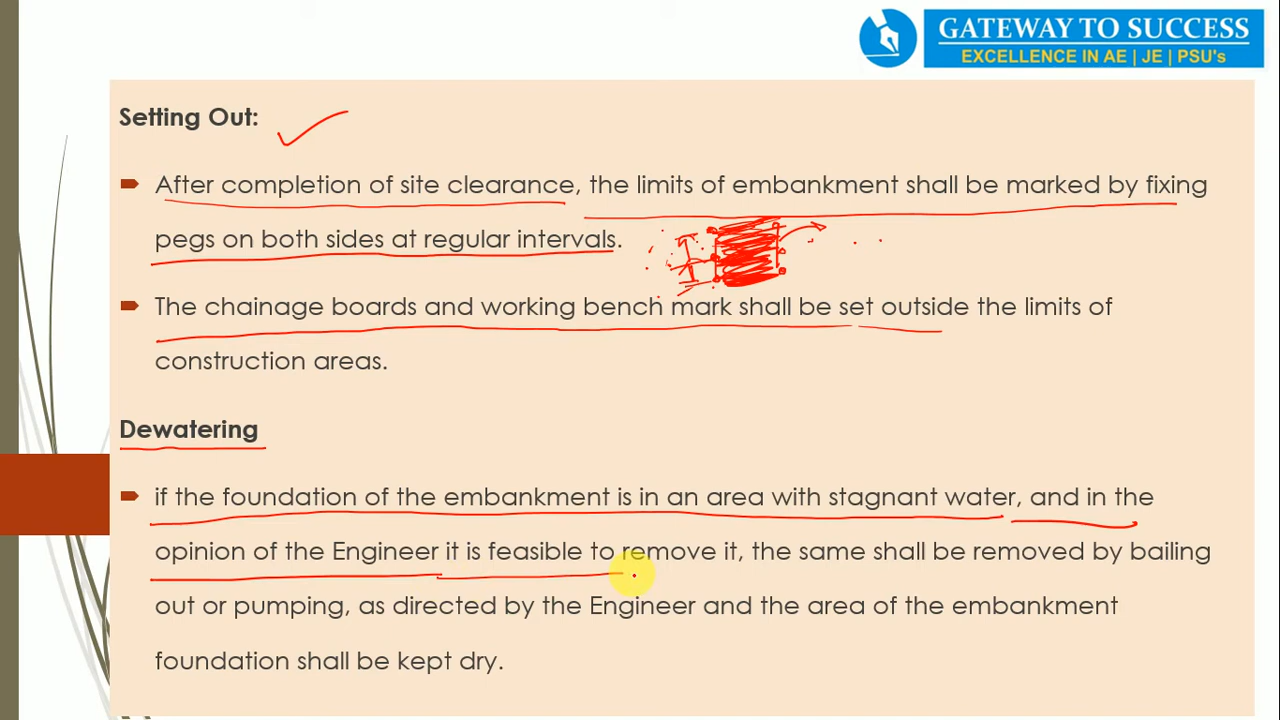 GATEWAY TO SUCCESS
EXCELLENCE IN AE | JE | PSU's
Setting Out:
After completion of site clearance, the limits of embankment shall be marked by fixing
pegs on both sides at regular intervals.
The chainage boards and working bench mark shall be set outside the limits of
construction areas.
Dewatering
if the foundation of the embankment is in an area with stagnant water, and in the
opinion of the Engineer it is feasible to remove it, the same shall be removed by bailing
out or pumping, as directed by the Engineer and the area of the embankment
foundation shall be kept dry.